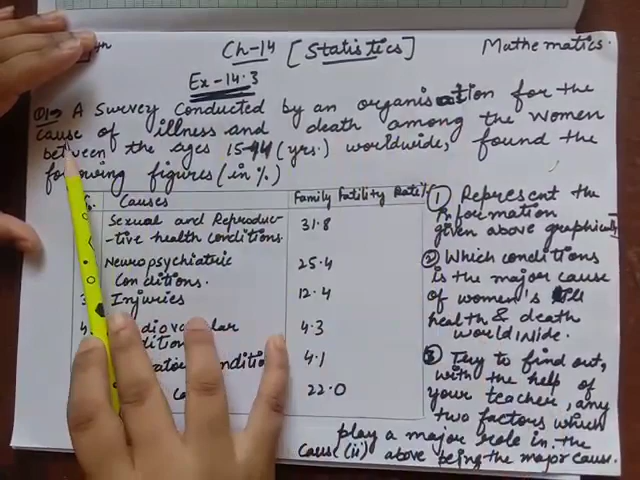 Ch-14 [Statistics] Mathematics.
Ex-14.3
Q1⇒ A Survey Conducted by an organisation for the
cause of illness and death among the women
between the ages 15-44 (yrs.) worldwide, found the
following figures (in %)
Causes Family Fatility Rate%
Sexual and Reproduc-
-tive health conditions. 31.8
Neuropsychiatric
Conditions. 25.4
3 Injuries 12.4
4. 4.3
4.1
22.0
① Represent the
information
given above graphically
② Which conditions
is the major cause
of women's ill
health & death
worldwide.
③ Try to find out,
with the help of
your teacher, any
two factors which
play a major role in the
cause (ii) above being the major cause.